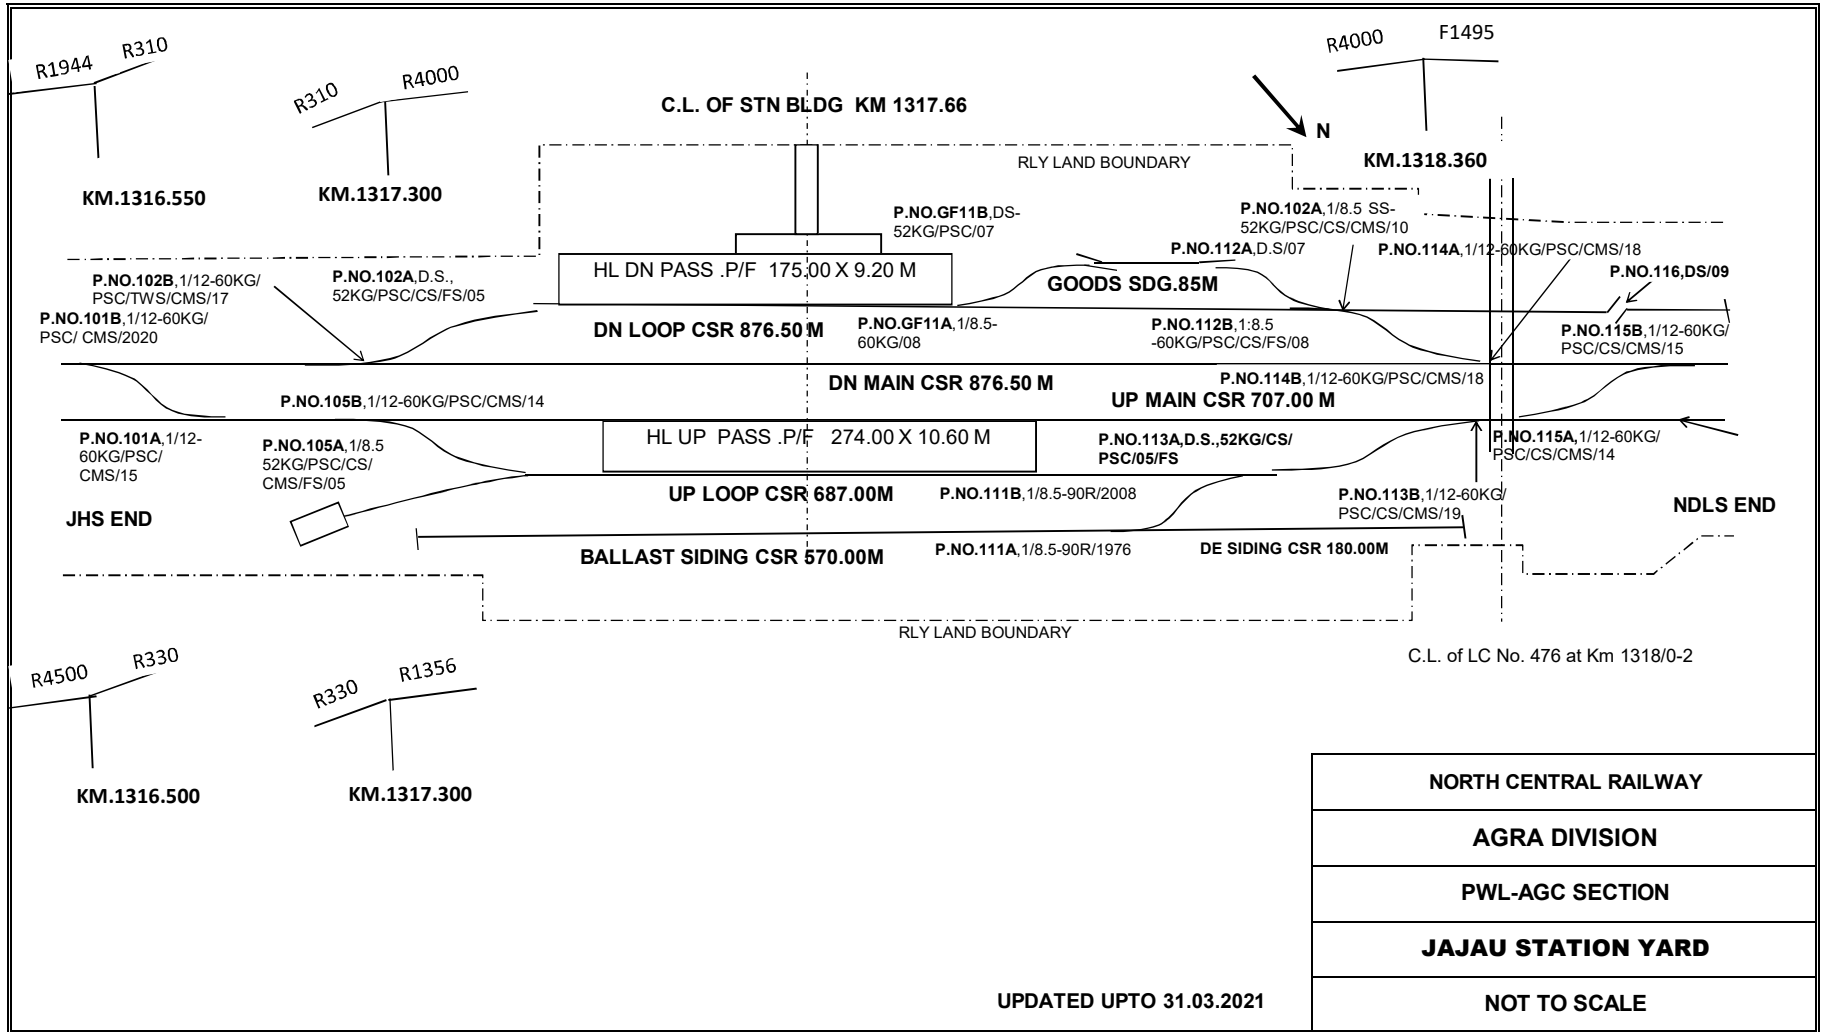 R1944
R310
R310
R4000
C.L. OF STN BLDG KM 1317.66
R4000
F1495
N
KM.1316.550
KM.1317.300
RLY LAND BOUNDARY
KM.1318.360
P.NO.GF11B,DS-
52KG/PSC/07
P.NO.102A,1/8.5 SS-
52KG/PSC/CS/CMS/10
P.NO.112A,D.S/07
P.NO.114A,1/12-60KG/PSC/CMS/18
P.NO.116,DS/09
P.NO.102B,1/12-60KG/
PSC/TWS/CMS/17
P.NO.102A,D.S.,
52KG/PSC/CS/FS/05
HL DN PASS .P/F 175.00 X 9.20 M
GOODS SDG.85M
P.NO.101B,1/12-60KG/
PSC/ CMS/2020
DN LOOP CSR 876.50 M
P.NO.GF11A,1/8.5-
60KG/08
P.NO.112B,1:8.5
-60KG/PSC/CS/FS/08
P.NO.115B,1/12-60KG/
PSC/CS/CMS/15
DN MAIN CSR 876.50 M
P.NO.114B,1/12-60KG/PSC/CMS/18
P.NO.105B,1/12-60KG/PSC/CMS/14
UP MAIN CSR 707.00 M
P.NO.101A,1/12-
60KG/PSC/
CMS/15
P.NO.105A,1/8.5
52KG/PSC/CS/
CMS/FS/05
HL UP PASS .P/F 274.00 X 10.60 M
P.NO.113A,D.S.,52KG/CS/
PSC/05/FS
P.NO.115A,1/12-60KG/
PSC/CS/CMS/14
UP LOOP CSR 687.00M
P.NO.111B,1/8.5-90R/2008
P.NO.113B,1/12-60KG/
PSC/CS/CMS/19
JHS END
NDLS END
BALLAST SIDING CSR 570.00M
P.NO.111A,1/8.5-90R/1976
DE SIDING CSR 180.00M
RLY LAND BOUNDARY
C.L. of LC No. 476 at Km 1318/0-2
R4500
R330
R330
R1356
KM.1316.500
KM.1317.300
NORTH CENTRAL RAILWAY
AGRA DIVISION
PWL-AGC SECTION
JAJAU STATION YARD
UPDATED UPTO 31.03.2021
NOT TO SCALE